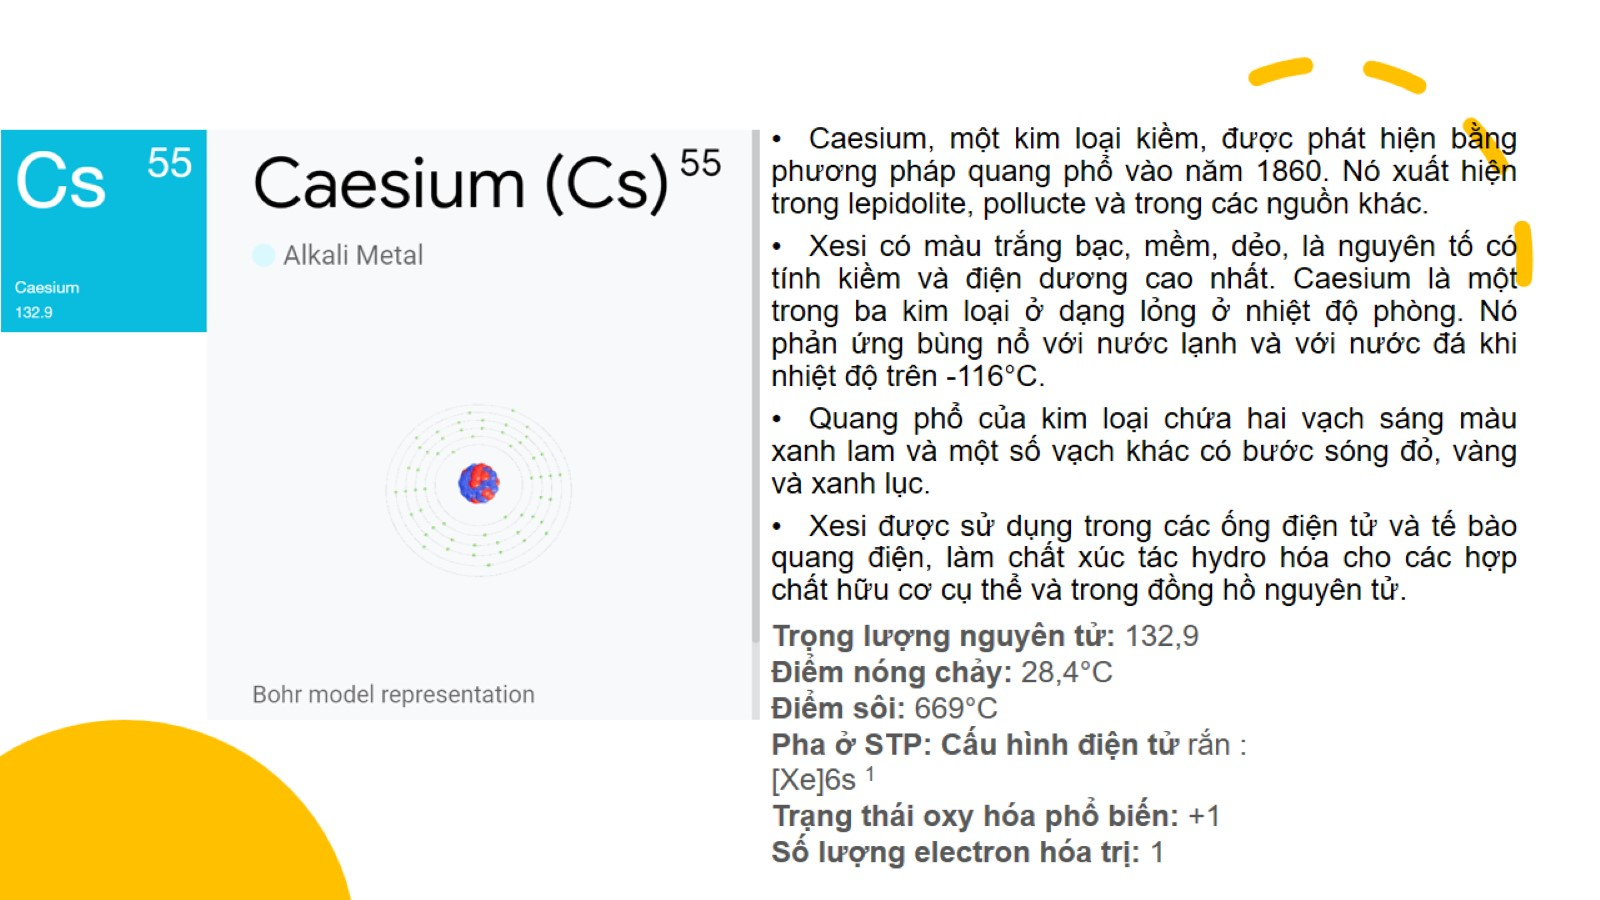 Cs 55
Caesium
132.9
Caesium (Cs) 55
Alkali Metal
Bohr model representation
• Caesium, một kim loại kiềm, được phát hiện bằng
phương pháp quang phổ vào năm 1860. Nó xuất hiện
trong lepidolite, pollucte và trong các nguồn khác.
• Xesi có màu trắng bạc, mềm, dẻo, là nguyên tố có
tính kiềm và điện dương cao nhất. Caesium là một
trong ba kim loại ở dạng lỏng ở nhiệt độ phòng. Nó
phản ứng bùng nổ với nước lạnh và với nước đá khi
nhiệt độ trên -116°C.
• Quang phổ của kim loại chứa hai vạch sáng màu
xanh lam và một số vạch khác có bước sóng đỏ, vàng
và xanh lục.
• Xesi được sử dụng trong các ống điện tử và tế bào
quang điện, làm chất xúc tác hydro hóa cho các hợp
chất hữu cơ cụ thể và trong đồng hồ nguyên tử.
Trọng lượng nguyên tử: 132,9
Điểm nóng chảy: 28,4°C
Điểm sôi: 669°C
Pha ở STP: Cấu hình điện tử rắn :
[Xe]6s ¹
Trạng thái oxy hóa phổ biến: +1
Số lượng electron hóa trị: 1